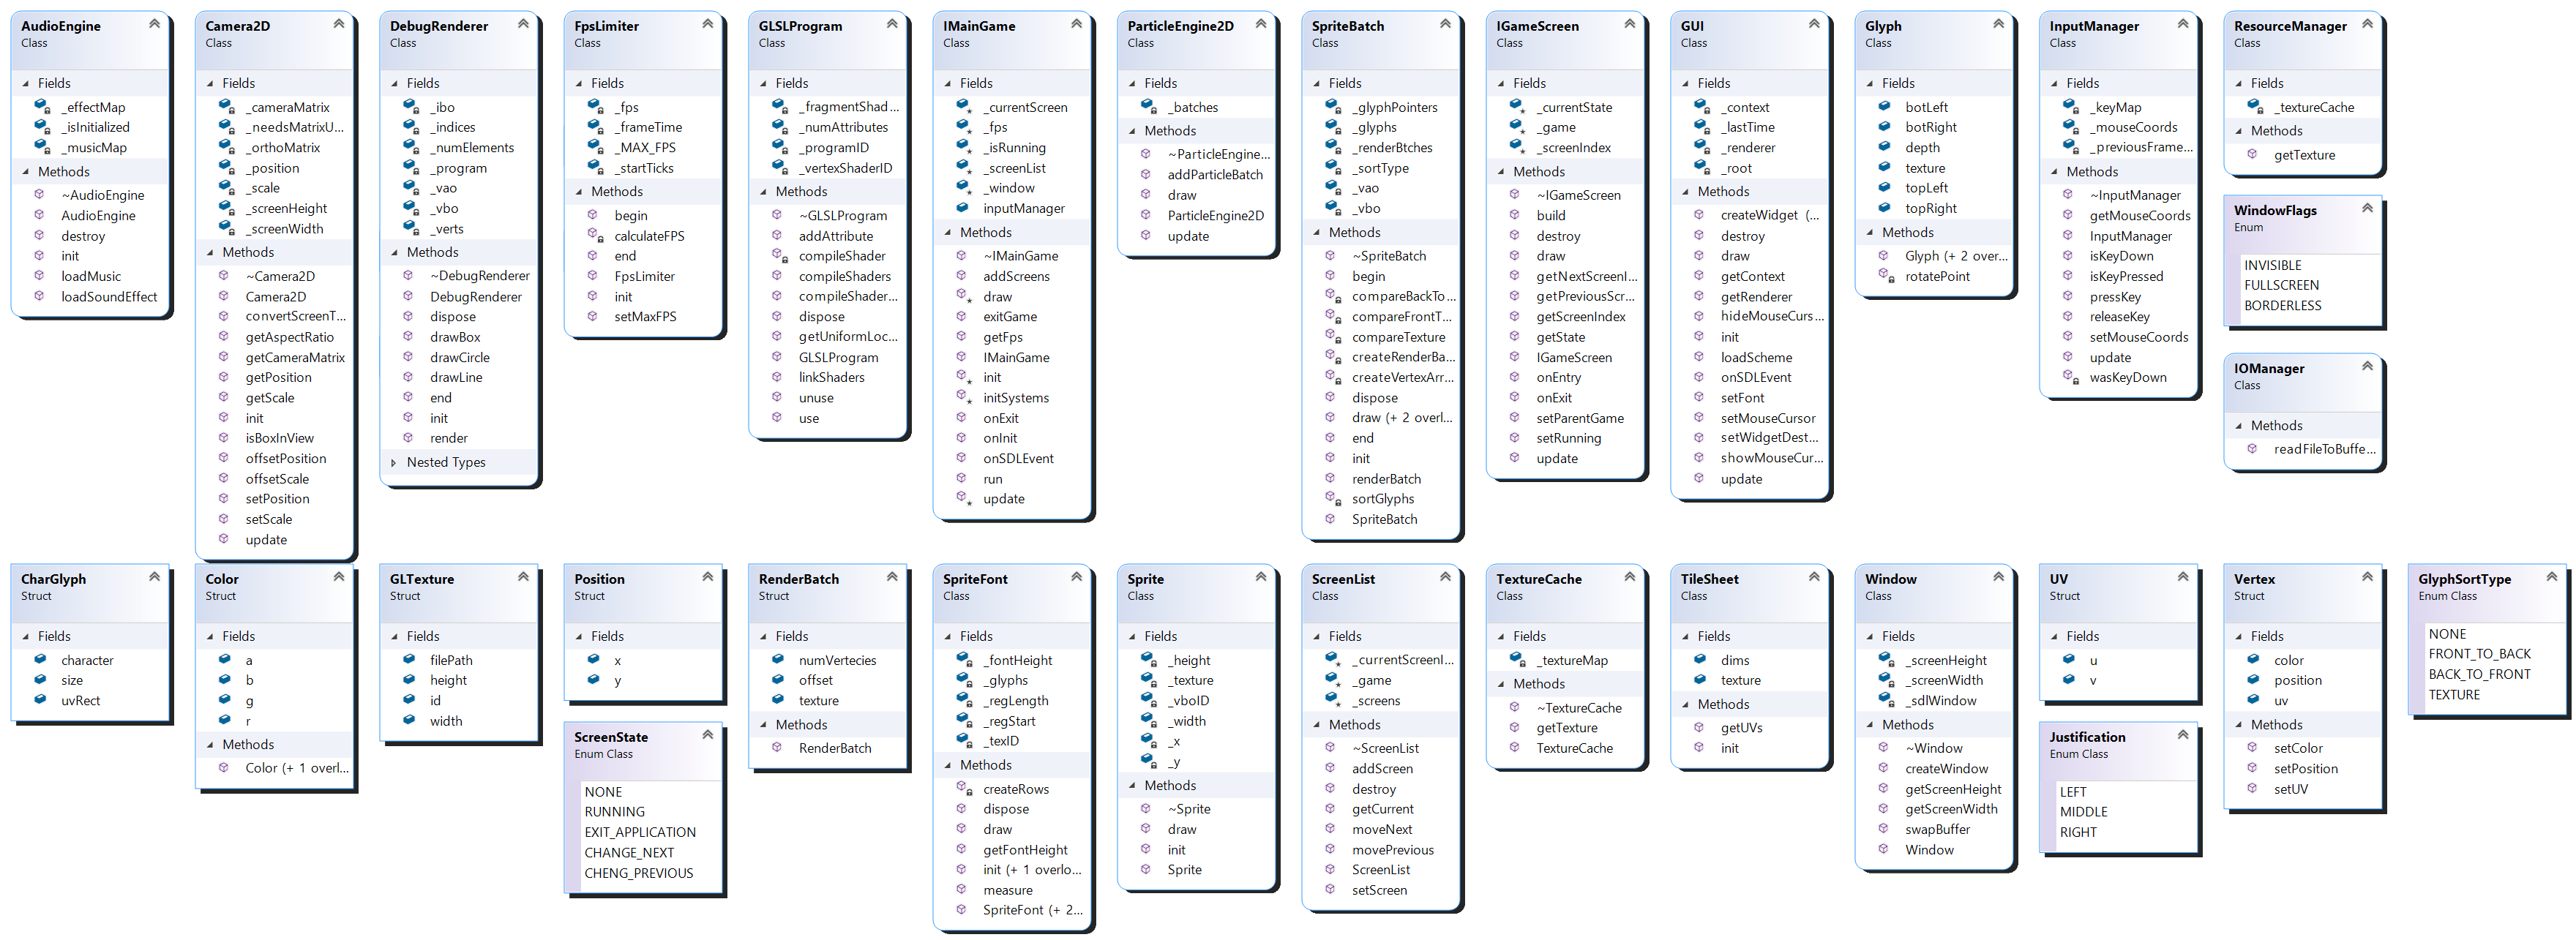 AudioEngine
Class
Fields
_effectMap
_isInitialized
_musicMap
Methods
~AudioEngine
AudioEngine
destroy
init
loadMusic
loadSoundEffect
Camera2D
Class
Fields
_cameraMatrix
_needsMatrixU...
_orthoMatrix
_position
_scale
_screenHeight
_screenWidth
Methods
~Camera2D
Camera2D
convertScreenT...
getAspectRatio
getCameraMatrix
getPosition
getScale
init
isBoxInView
offsetPosition
offsetScale
setPosition
setScale
update
DebugRenderer
Class
Fields
_ibo
_indices
_numElements
_program
_vao
_vbo
_verts
Methods
~DebugRenderer
DebugRenderer
dispose
drawBox
drawCircle
drawLine
end
init
render
Nested Types
FpsLimiter
Class
Fields
_fps
_frameTime
_MAX_FPS
_startTicks
Methods
begin
calculateFPS
end
FpsLimiter
init
setMaxFPS
GLSLProgram
Class
Fields
_fragmentShad...
_numAttributes
_programID
_vertexShaderID
Methods
~GLSLProgram
addAttribute
compileShader
compileShaders
compileShader...
dispose
getUniformLoc...
GLSLProgram
linkShaders
unuse
use
IMainGame
Class
Fields
_currentScreen
_fps
_isRunning
_screenList
_window
inputManager
Methods
~IMainGame
addScreens
draw
exitGame
getFps
IMainGame
init
initSystems
onExit
onInit
onSDLEvent
run
update
ParticleEngine2D
Class
Fields
_batches
Methods
~ParticleEngine...
addParticleBatch
draw
ParticleEngine2D
update
SpriteBatch
Class
Fields
_glyphPointers
_glyphs
_renderBtches
_sortType
_vao
_vbo
Methods
~SpriteBatch
begin
compareBackTo...
compareFrontT...
compareTexture
createRenderBa...
createVertexArr...
dispose
draw (+ 2 overl...
end
init
renderBatch
sortGlyphs
SpriteBatch
IGameScreen
Class
Fields
_currentState
_game
_screenIndex
Methods
~IGameScreen
build
destroy
draw
getNextScreenI...
getPreviousScr...
getScreenIndex
getState
IGameScreen
onEntry
onExit
setParentGame
setRunning
update
GUI
Class
Fields
_context
_lastTime
_renderer
_root
Methods
createWidget (...
destroy
draw
getContext
getRenderer
hideMouseCurs...
init
loadScheme
onSDLEvent
setFont
setMouseCursor
setWidgetDest...
showMouseCur...
update
Glyph
Class
Fields
botLeft
botRight
depth
texture
topLeft
topRight
Methods
Glyph (+ 2 over...
rotatePoint
InputManager
Class
Fields
_keyMap
_mouseCoords
_previousFrame...
Methods
~InputManager
getMouseCoords
InputManager
isKeyDown
isKeyPressed
pressKey
releaseKey
setMouseCoords
update
wasKeyDown
ResourceManager
Class
Fields
_textureCache
Methods
getTexture
WindowFlags
Enum
INVISIBLE
FULLSCREEN
BORDERLESS
IOManager
Class
Methods
readFileToBuffe...
CharGlyph
Struct
Fields
character
size
uvRect
Color
Struct
Fields
a
b
g
r
Methods
Color (+ 1 overl...
GLTexture
Struct
Fields
filePath
height
id
width
Position
Struct
Fields
x
y
ScreenState
Enum Class
NONE
RUNNING
EXIT_APPLICATION
CHANGE_NEXT
CHENG_PREVIOUS
RenderBatch
Struct
Fields
numVertecies
offset
texture
Methods
RenderBatch
SpriteFont
Class
Fields
_fontHeight
_glyphs
_regLength
_regStart
_texID
Methods
createRows
dispose
draw
getFontHeight
init (+ 1 overlo...
measure
SpriteFont (+ 2...
Sprite
Class
Fields
_height
_texture
_vboID
_width
_x
_y
Methods
~Sprite
draw
init
Sprite
ScreenList
Class
Fields
_currentScreenI...
_game
_screens
Methods
~ScreenList
addScreen
destroy
getCurrent
moveNext
movePrevious
ScreenList
setScreen
TextureCache
Class
Fields
_textureMap
Methods
~TextureCache
getTexture
TextureCache
TileSheet
Class
Fields
dims
texture
Methods
getUVs
init
Window
Class
Fields
_screenHeight
_screenWidth
_sdlWindow
Methods
~Window
createWindow
getScreenHeight
getScreenWidth
swapBuffer
Window
UV
Struct
Fields
u
v
Justification
Enum Class
LEFT
MIDDLE
RIGHT
Vertex
Struct
Fields
color
position
uv
Methods
setColor
setPosition
setUV
GlyphSortType
Enum Class
NONE
FRONT_TO_BACK
BACK_TO_FRONT
TEXTURE